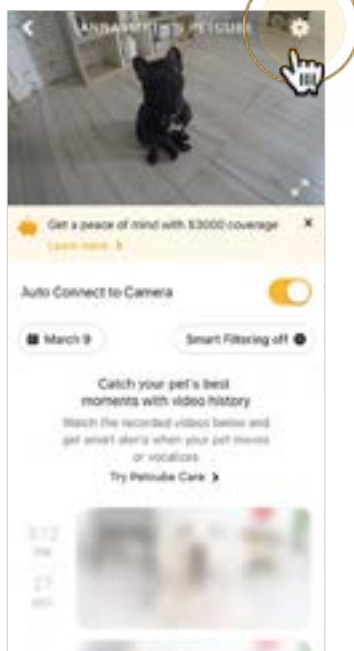 PETCUBE
Get a peace of mind with $3000 coverage
Learn more >
Auto Connect to Camera
March 9
Smart Filtering off
Catch your pet's best
moments with video history
Watch the recorded videos below and
get smart alerts when your pet moves
or vocalizes
Try Petcube Care >
PM